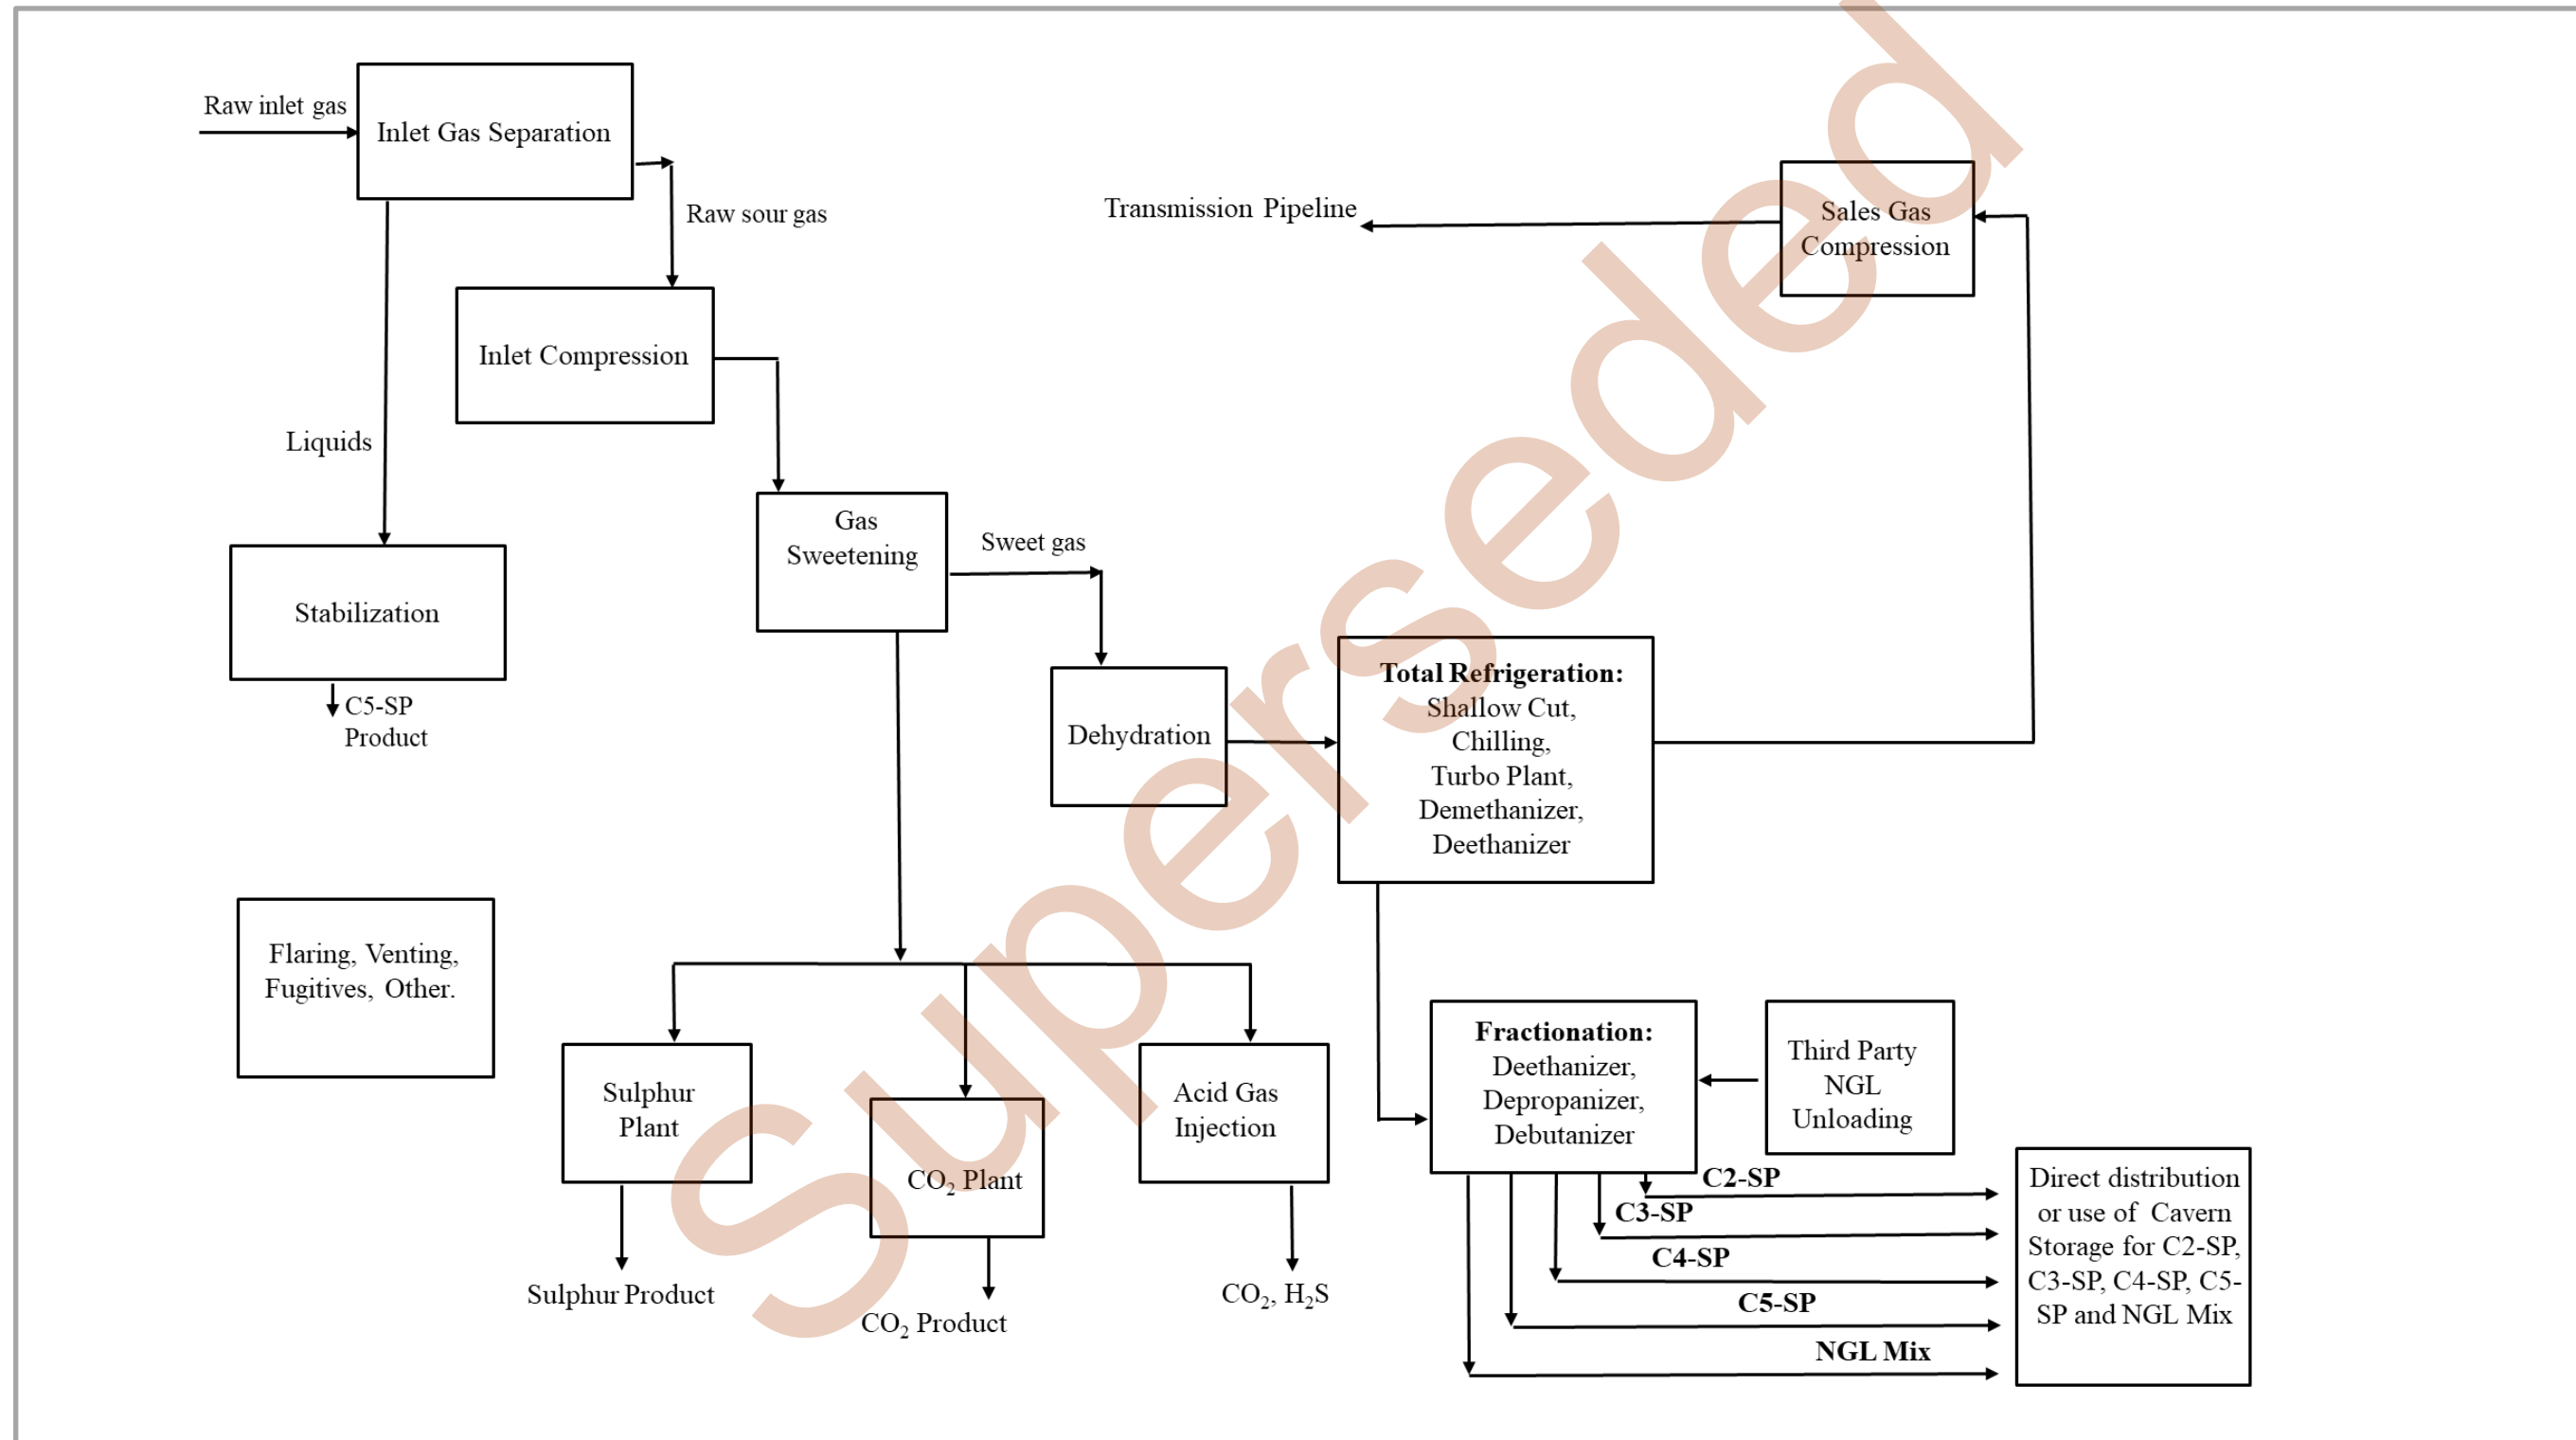 Raw inlet gas
Inlet Gas Separation
Raw sour gas
Transmission Pipeline
Sales Gas
Compression
Inlet Compression
Liquids
Gas
Sweetening
Sweet gas
Stabilization
C5-SP
Product
Dehydration
Total Refrigeration:
Shallow Cut,
Chilling,
Turbo Plant,
Demethanizer,
Deethanizer
Flaring, Venting,
Fugitives, Other.
Sulphur
Plant
CO₂ Plant
Acid Gas
Injection
Fractionation:
Deethanizer,
Depropanizer,
Debutanizer
Third Party
NGL
Unloading
Sulphur Product
CO₂ Product
CO₂, H₂S
C2-SP
C3-SP
C4-SP
C5-SP
NGL Mix
Direct distribution
or use of Cavern
Storage for C2-SP,
C3-SP, C4-SP, C5-
SP and NGL Mix
Superseded